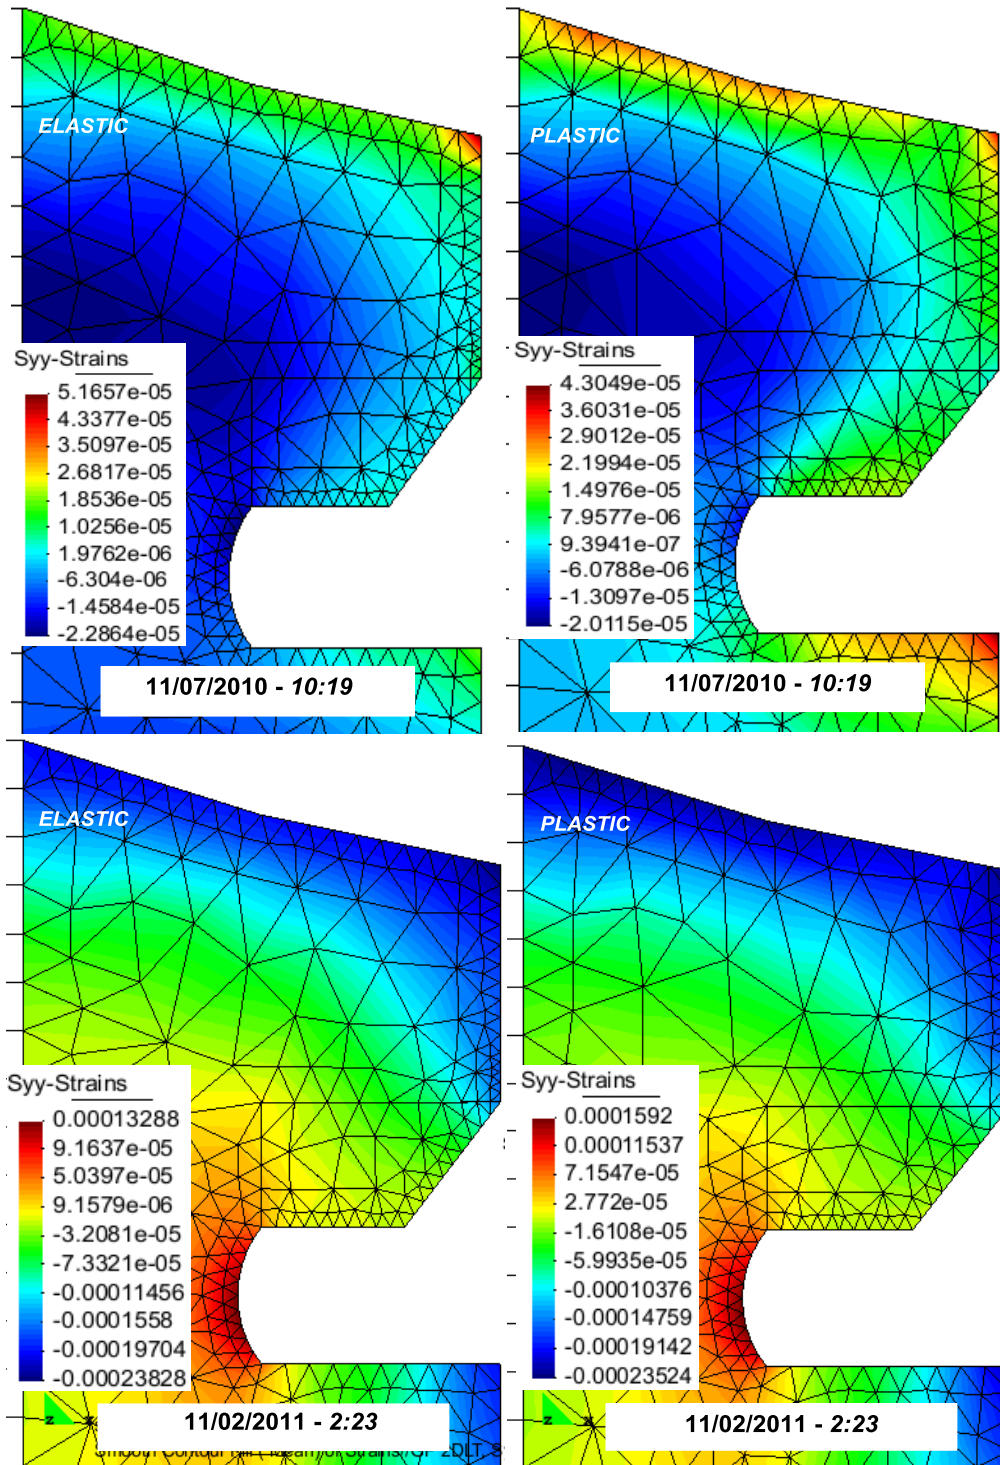 ELASTIC
Syy-Strains
5.1657e-05
4.3377e-05
3.5097e-05
2.6817e-05
1.8536e-05
1.0256e-05
1.9762e-06
-6.304e-06
-1.4584e-05
-2.2864e-05
11/07/2010 - 10:19
PLASTIC
Syy-Strains
4.3049e-05
3.6031e-05
2.9012e-05
2.1994e-05
1.4976e-05
7.9577e-06
9.3941e-07
-6.0788e-06
-1.3097e-05
-2.0115e-05
11/07/2010 - 10:19
ELASTIC
Syy-Strains
0.00013288
9.1637e-05
5.0397e-05
9.1579e-06
-3.2081e-05
-7.3321e-05
-0.00011456
-0.0001558
-0.00019704
-0.00023828
z
x
11/02/2011 - 2:23
Smooth Contour Fill of Strains, 2DLT
PLASTIC
Syy-Strains
0.0001592
0.00011537
7.1547e-05
2.772e-05
-1.6108e-05
-5.9935e-05
-0.00010376
-0.00014759
-0.00019142
-0.00023524
z
x
11/02/2011 - 2:23